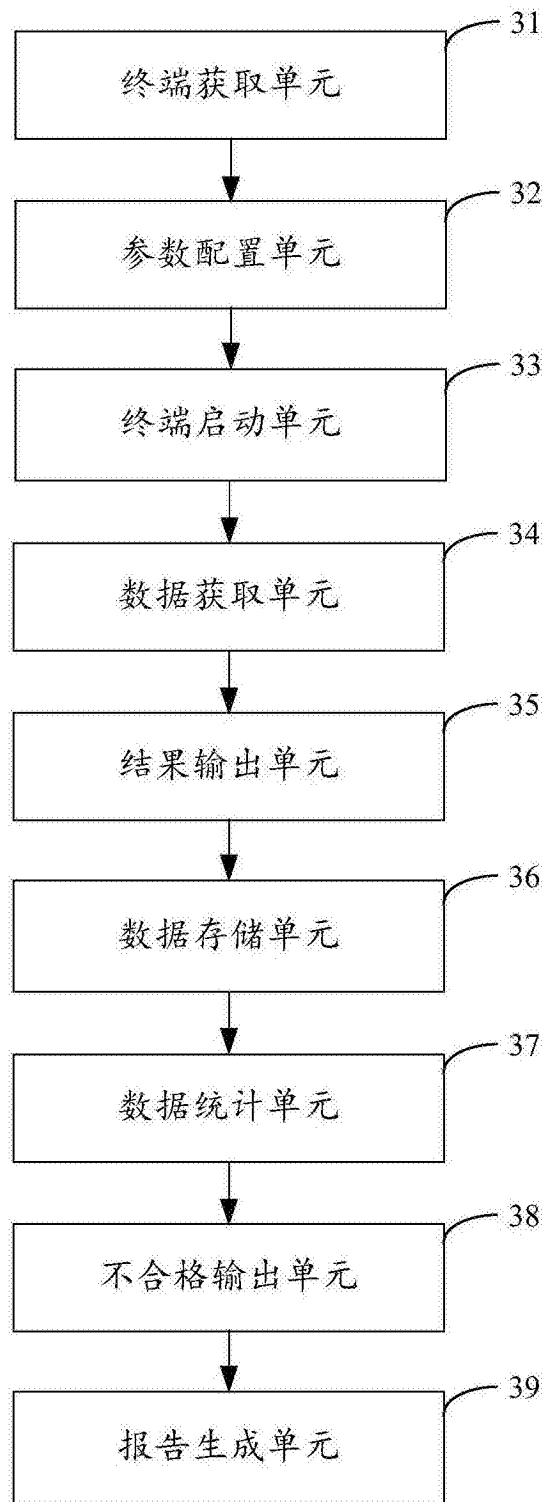 31
终端获取单元
32
参数配置单元
33
终端启动单元
34
数据获取单元
35
结果输出单元
36
数据存储单元
37
数据统计单元
38
不合格输出单元
39
报告生成单元